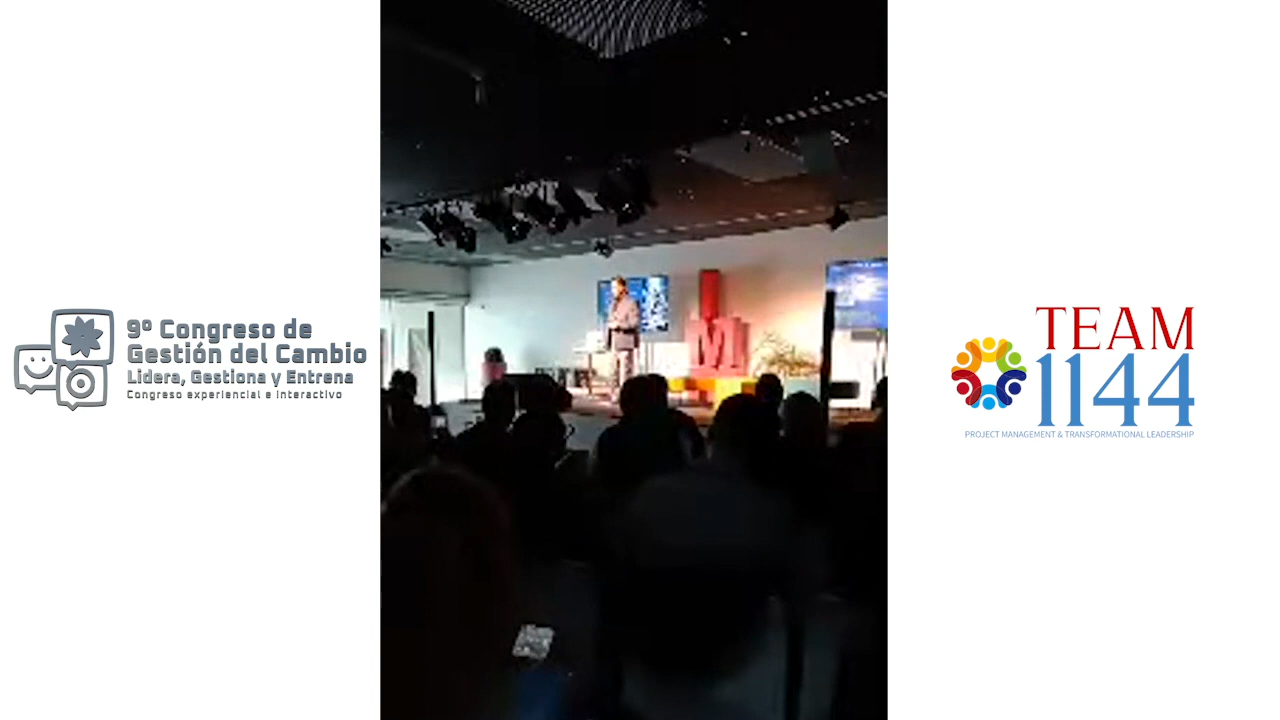 9º Congreso de
Gestión del Cambio
Lidera, Gestiona y Entrena
Congreso experiencial e interactivo
TEAM
1144
PROJECT MANAGEMENT & TRANSFORMATIONAL LEADERSHIP